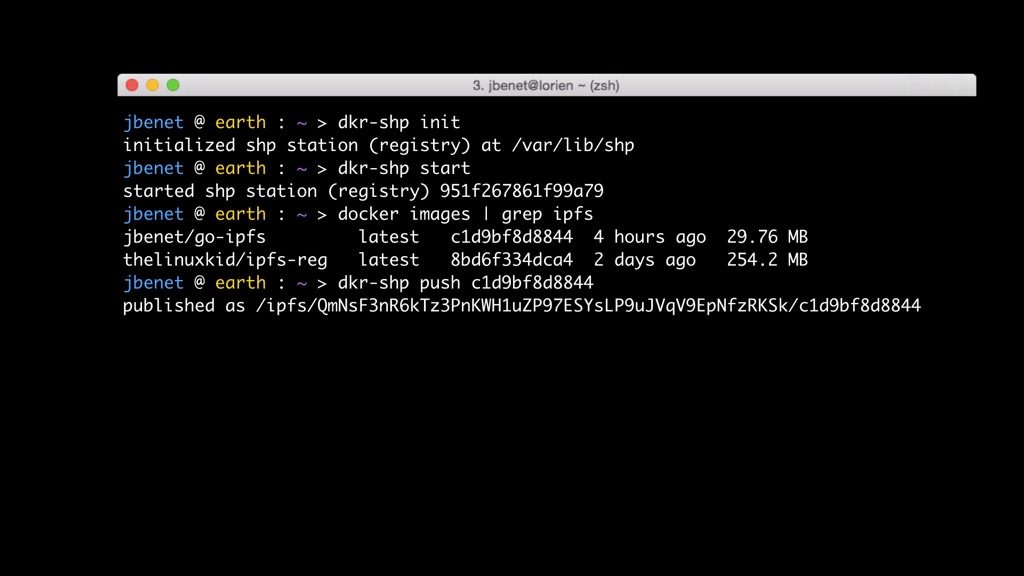 3. jbenet@lorien ~ (zsh)
jbenet @ earth : ~ > dkr-shp init
initialized shp station (registry) at /var/lib/shp
jbenet @ earth : ~ > dkr-shp start
started shp station (registry) 951f267861f99a79
jbenet @ earth : ~ > docker images | grep ipfs
jbenet/go-ipfs         latest   c1d9bf8d8844  4 hours ago  29.76 MB
thelinuxkid/ipfs-reg   latest   8bd6f334dca4  2 days ago   254.2 MB
jbenet @ earth : ~ > dkr-shp push c1d9bf8d8844
published as /ipfs/QmNsF3nR6kTz3PnKWH1uZP97ESYsLP9uJVqV9EpNfzRKSk/c1d9bf8d8844